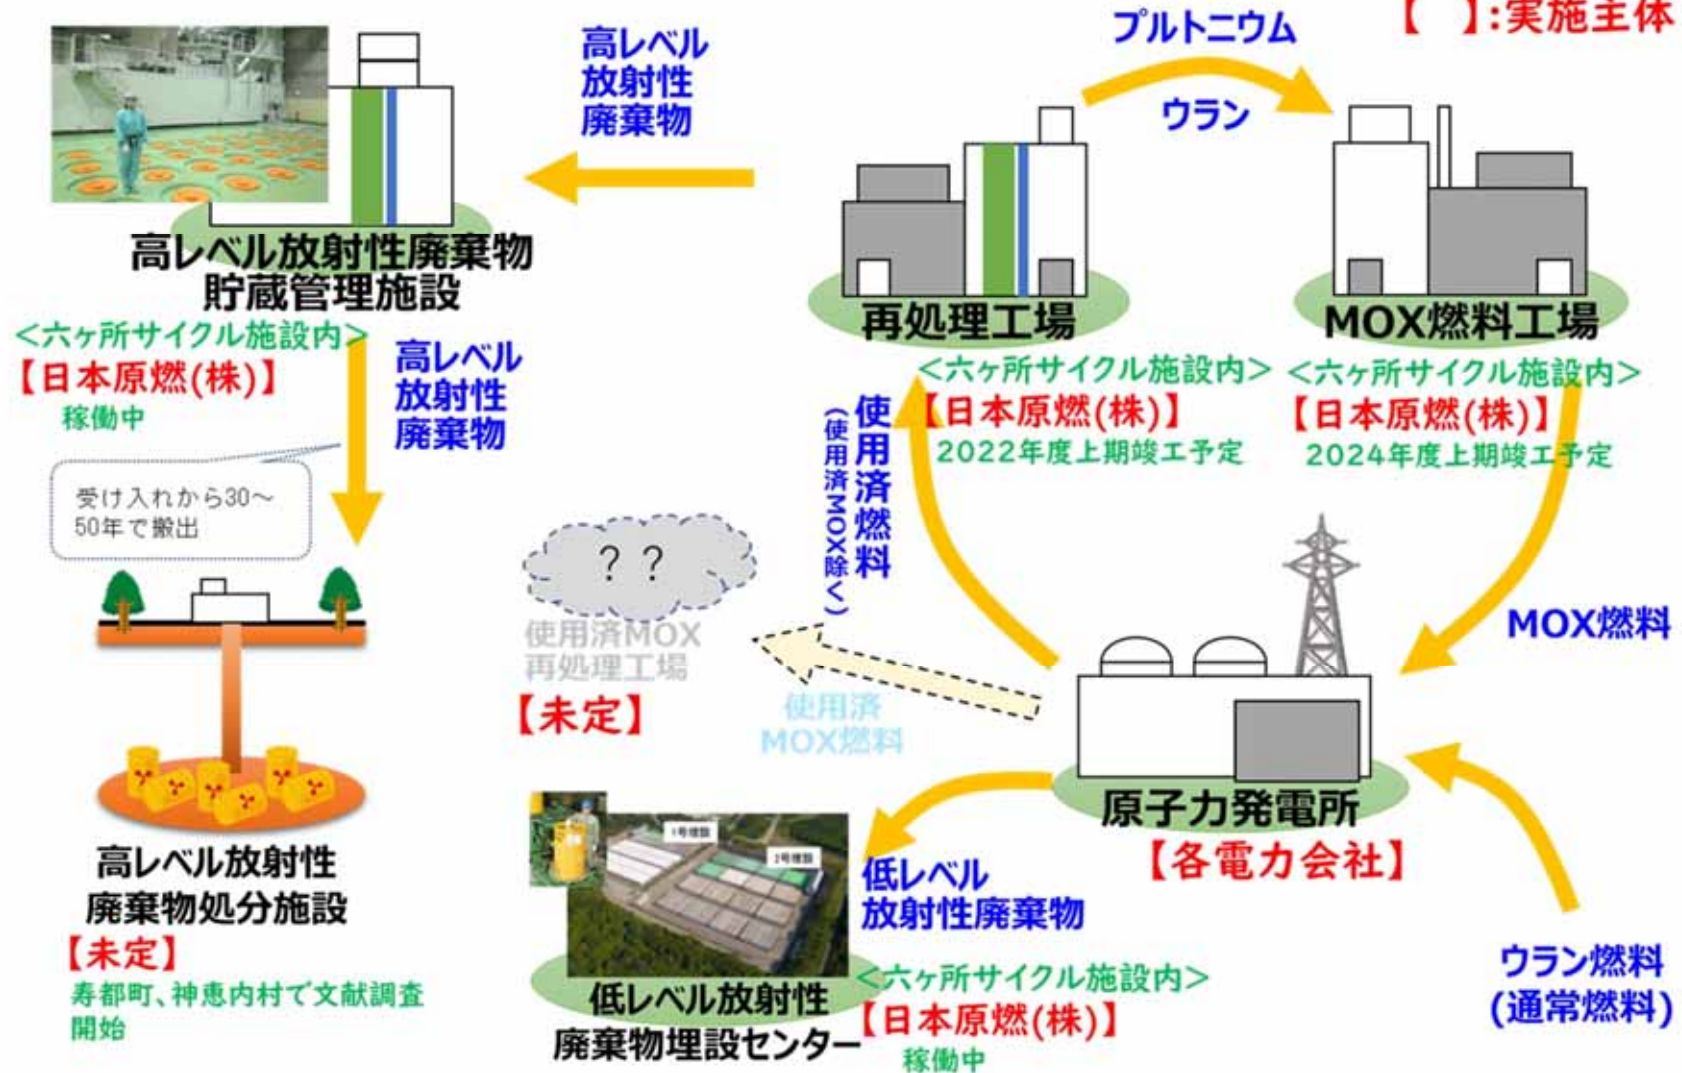 【　】:実施主体
プルトニウム
ウラン
高レベル
放射性
廃棄物
高レベル放射性廃棄物
貯蔵管理施設
<六ヶ所サイクル施設内>
【日本原燃(株)】
稼働中
再処理工場
<六ヶ所サイクル施設内>
【日本原燃(株)】
2022年度上期竣工予定
MOX燃料工場
<六ヶ所サイクル施設内>
【日本原燃(株)】
2024年度上期竣工予定
高レベル
放射性
廃棄物
受け入れから30～
50年で搬出
使用済燃料
(使用済MOX除く)
？？
使用済MOX
再処理工場
【未定】
使用済
MOX燃料
MOX燃料
原子力発電所
【各電力会社】
高レベル放射性
廃棄物処分施設
【未定】
寿都町、神恵内村で文献調査
開始
1号埋設
2号埋設
低レベル
放射性廃棄物
低レベル放射性
廃棄物埋設センター
<六ヶ所サイクル施設内>
【日本原燃(株)】
稼働中
ウラン燃料
(通常燃料)